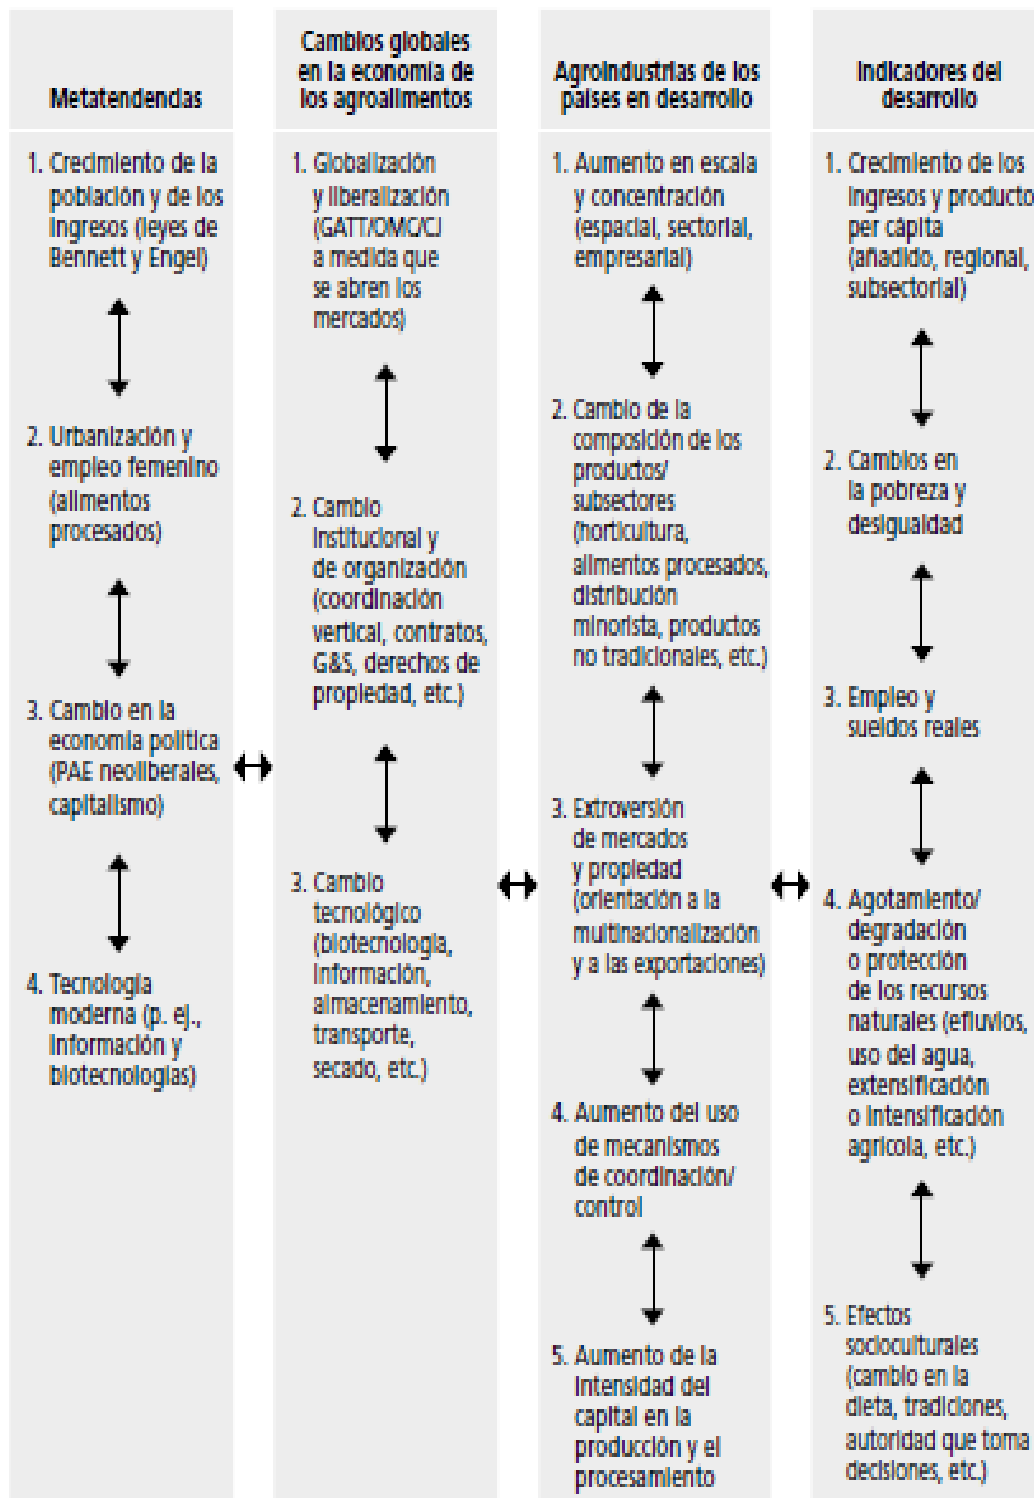 Metatendencias
1. Crecimiento de la
población y de los
ingresos (leyes de
Bennett y Engel)
2. Urbanización y
empleo femenino
(alimentos
procesados)
3. Cambio en la
economía política
(PAE neoliberales,
capitalismo)
4. Tecnología
moderna (p. ej.,
información y
biotecnologías)
Cambios globales
en la economía de
los agroalimentos
1. Globalización
y liberalización
(GATT/OMC/CJ
a medida que
se abren los
mercados)
2. Cambio
institucional y
de organización
(coordinación
vertical, contratos,
G&S, derechos de
propiedad, etc.)
3. Cambio
tecnológico
(biotecnología,
información,
almacenamiento,
transporte,
secado, etc.)
Agroindustrias de los
países en desarrollo
1. Aumento en escala
y concentración
(espacial, sectorial,
empresarial)
2. Cambio de la
composición de los
productos/
subsectores
(horticultura,
alimentos procesados,
distribución
minorista, productos
no tradicionales, etc.)
3. Extroversión
de mercados
y propiedad
(orientación a la
multinacionalización
y a las exportaciones)
4. Aumento del uso
de mecanismos
de coordinación/
control
5. Aumento de la
intensidad del
capital en la
producción y el
procesamiento
Indicadores del
desarrollo
1. Crecimiento de los
ingresos y producto
per cápita
(añadido, regional,
subsectorial)
2. Cambios en
la pobreza y
desigualdad
3. Empleo y
sueldos reales
4. Agotamiento/
degradación
o protección
de los recursos
naturales (efluvios,
uso del agua,
extensificación
o intensificación
agrícola, etc.)
5. Efectos
socioculturales
(cambio en la
dieta, tradiciones,
autoridad que toma
decisiones, etc.)